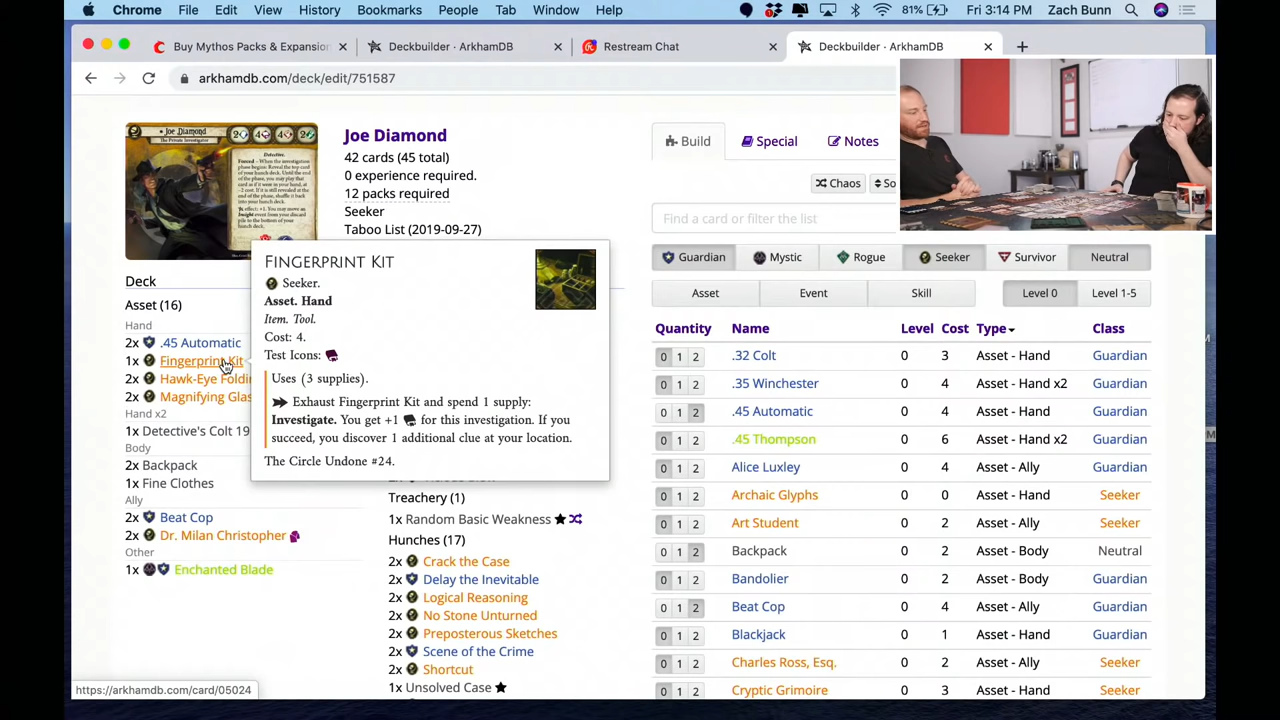 Chrome File Edit View History Bookmarks People Tab Window Help 81% Fri 3:14 PM Zach Bunn
Buy Mythos Packs & Expansion
Deckbuilder · ArkhamDB
Restream Chat
Deckbuilder · ArkhamDB
arkhamdb.com/deck/edit/751587
Joe Diamond
The Private Investigator
Detective.
Joe Diamond
42 cards (45 total)
0 experience required.
12 packs required
Seeker
Taboo List (2019-09-27)
Build
Special
Notes
Chaos
So
Find a card or filter the list
Guardian Mystic Rogue Seeker Survivor Neutral
Asset Event Skill Level 0 Level 1-5
Deck
Asset (16)
Hand
2x .45 Automatic
1x Fingerprint Kit
2x Hawk-Eye Foldin
2x Magnifying Glas
Hand x2
1x Detective's Colt 19
Body
2x Backpack
1x Fine Clothes
Ally
2x Beat Cop
2x Dr. Milan Christopher
Other
1x Enchanted Blade
FINGERPRINT KIT
Seeker.
Asset. Hand
Item. Tool.
Cost: 4.
Test Icons:
Uses (3 supplies).
Exhaust Fingerprint Kit and spend 1 supply:
Investigate. You get +1 for this investigation. If you
succeed, you discover 1 additional clue at your location.
The Circle Undone #24.
Treachery (1)
1x Random Basic Weakness
Hunches (17)
2x Crack the Case
2x Delay the Inevitable
2x Logical Reasoning
2x No Stone Unturned
2x Preposterous Sketches
2x Scene of the Crime
2x Shortcut
1x Unsolved Case
Quantity Name Level Cost Type Class
0 1 2 .32 Colt 0 3 Asset - Hand Guardian
0 1 2 .35 Winchester 0 4 Asset - Hand x2 Guardian
0 1 2 .45 Automatic 0 4 Asset - Hand Guardian
0 1 2 .45 Thompson 0 6 Asset - Hand x2 Guardian
0 1 2 Alice Luxley 0 4 Asset - Ally Guardian
0 1 2 Archaic Glyphs 0 0 Asset - Hand Seeker
0 1 2 Art Student 0 2 Asset - Ally Seeker
0 1 2 Backpack 0 2 Asset - Body Neutral
0 1 2 Bandolier 0 2 Asset - Body Guardian
0 1 2 Beat Cop 0 4 Asset - Ally Guardian
0 1 2 Blackjack 0 1 Asset - Hand Guardian
0 1 2 Charles Ross, Esq. 0 2 Asset - Ally Seeker
0 1 2 Cryptic Grimoire 0 3 Asset - Hand Seeker
https://arkhamdb.com/card/05024